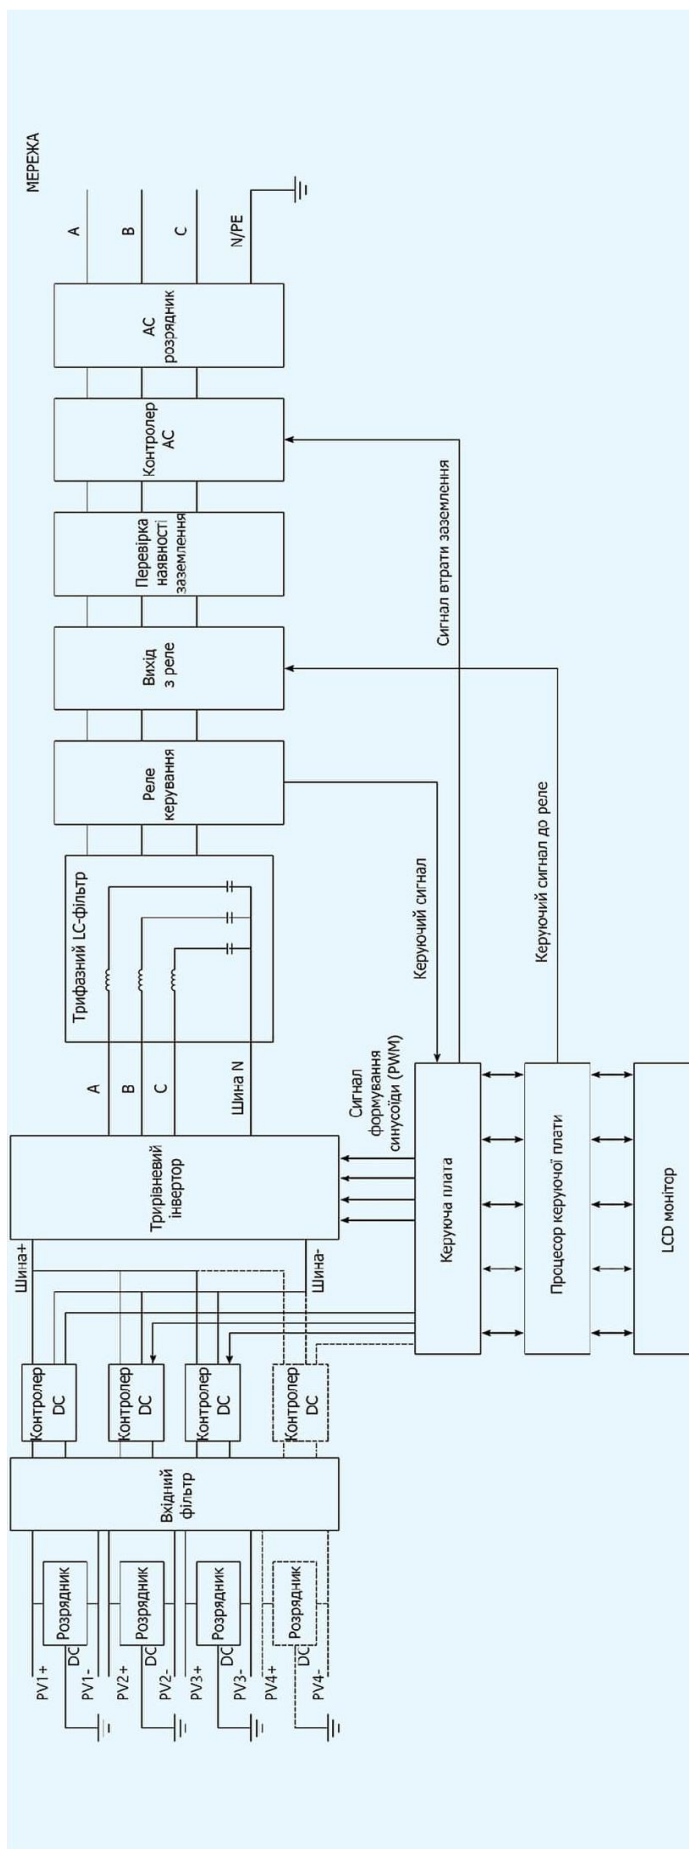 PV1+
PV1-
PV2+
PV2-
PV3+
PV3-
PV4+
PV4-
Розрядник
DC
Розрядник
DC
Розрядник
DC
Розрядник
DC
Вхідний
фільтр
Контролер
DC
Контролер
DC
Контролер
DC
Контролер
DC
Шина+
Шина-
Трирівневий
інвертор
A
B
C
Шина N
Трифазний LC-фільтр
Реле
керування
Вихід
з реле
Перевірка
наявності
заземлення
Контролер
АС
АС
розрядник
A
B
C
N/PE
МЕРЕЖА
Сигнал
формування
синусоїди (PWM)
Керуючий сигнал
Сигнал втрати заземлення
Керуючий сигнал до реле
Керуюча плата
Процесор керуючої плати
LCD монітор